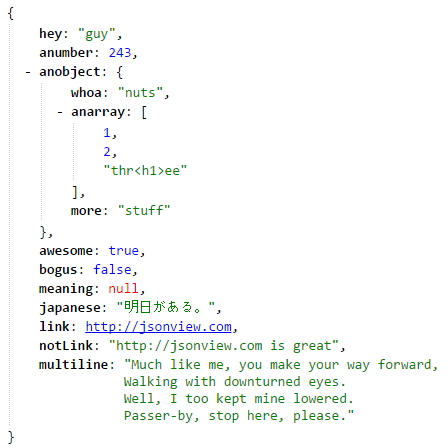 {
hey: "guy",
anumber: 243,
- anobject: {
whoa: "nuts",
- anarray: [
1,
2,
"thr<h1>ee"
],
more: "stuff"
},
awesome: true,
bogus: false,
meaning: null,
japanese: "明日がある。",
link: http://jsonview.com,
notLink: "http://jsonview.com is great",
multiline: "Much like me, you make your way forward,
Walking with downturned eyes.
Well, I too kept mine lowered.
Passer-by, stop here, please."
}